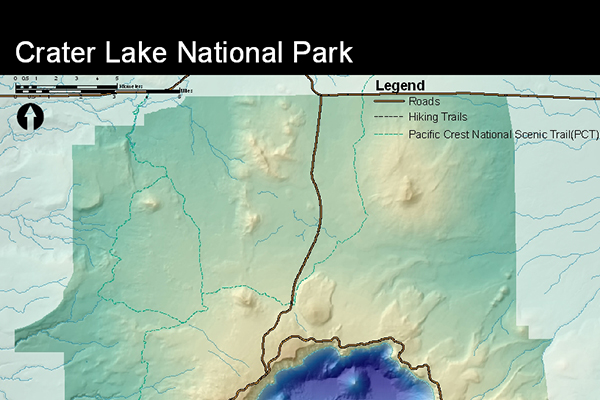 Crater Lake National Park
Legend
Roads
Hiking Trails
Pacific Crest National Scenic Trail(PCT)